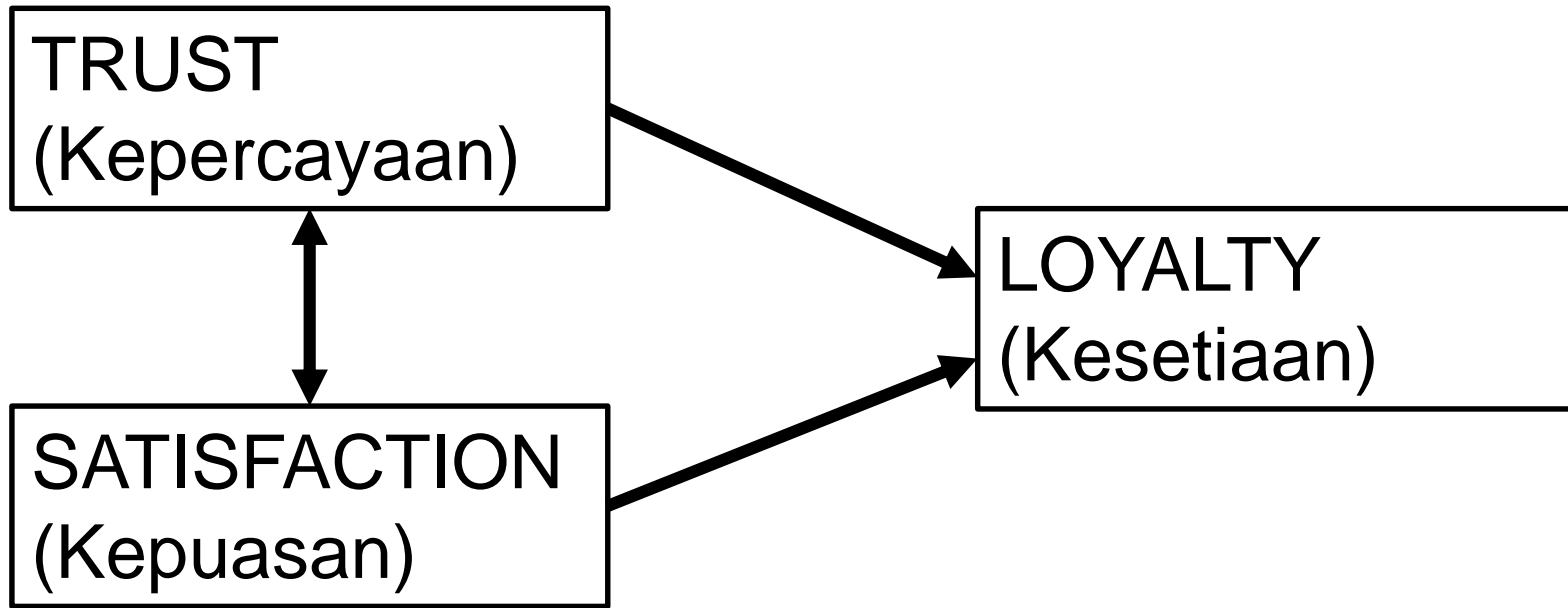 TRUST
(Kepercayaan)
LOYALTY
(Kesetiaan)
SATISFACTION
(Kepuasan)